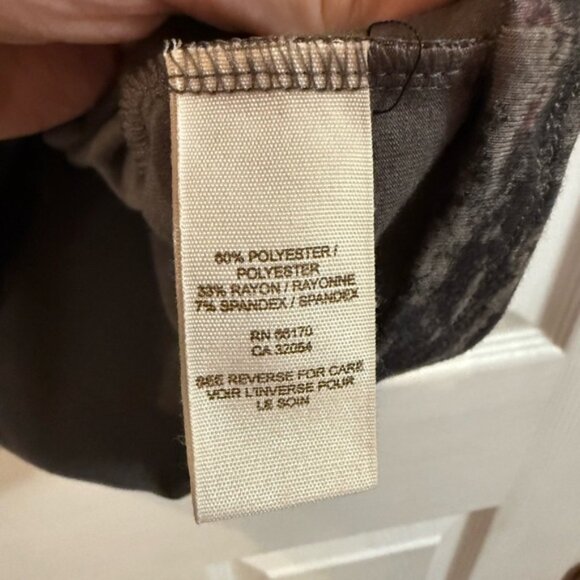 60% POLYESTER /
POLYESTER
33% RAYON / RAYONNE
7% SPANDEX / SPANDEX
RN 66170
CA 32054
SEE REVERSE FOR CARE
VOIR L'INVERSE POUR
LE SOIN